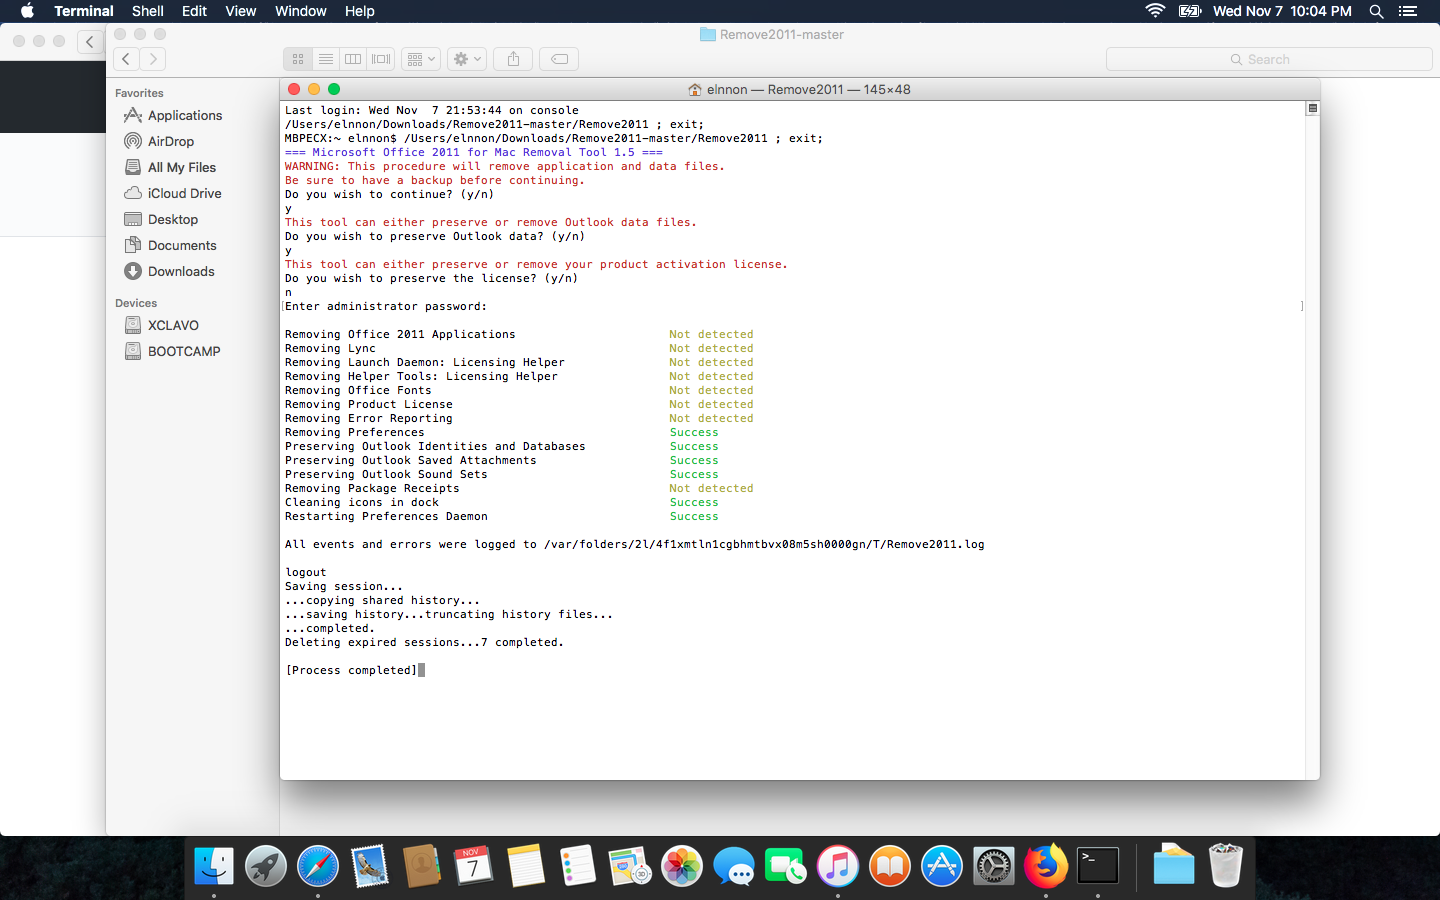 Terminal Shell Edit View Window Help Wed Nov 7 10:04 PM
Remove2011-master
Search
Favorites
Applications
AirDrop
All My Files
iCloud Drive
Desktop
Documents
Downloads
Devices
XCLAVO
BOOTCAMP
elnnon — Remove2011 — 145×48
Last login: Wed Nov  7 21:53:44 on console
/Users/elnnon/Downloads/Remove2011-master/Remove2011 ; exit;
MBPECX:~ elnnon$ /Users/elnnon/Downloads/Remove2011-master/Remove2011 ; exit;
=== Microsoft Office 2011 for Mac Removal Tool 1.5 ===
WARNING: This procedure will remove application and data files.
Be sure to have a backup before continuing.
Do you wish to continue? (y/n)
y
This tool can either preserve or remove Outlook data files.
Do you wish to preserve Outlook data? (y/n)
y
This tool can either preserve or remove your product activation license.
Do you wish to preserve the license? (y/n)
n
[Enter administrator password: ]
Removing Office 2011 Applications Not detected
Removing Lync Not detected
Removing Launch Daemon: Licensing Helper Not detected
Removing Helper Tools: Licensing Helper Not detected
Removing Office Fonts Not detected
Removing Product License Not detected
Removing Error Reporting Not detected
Removing Preferences Success
Preserving Outlook Identities and Databases Success
Preserving Outlook Saved Attachments Success
Preserving Outlook Sound Sets Success
Removing Package Receipts Not detected
Cleaning icons in dock Success
Restarting Preferences Daemon Success
All events and errors were logged to /var/folders/2l/4f1xmtln1cgbhmtbvx08m5sh0000gn/T/Remove2011.log
logout
Saving session...
...copying shared history...
...saving history...truncating history files...
...completed.
Deleting expired sessions...7 completed.
[Process completed]
NOV
7
3D
>_